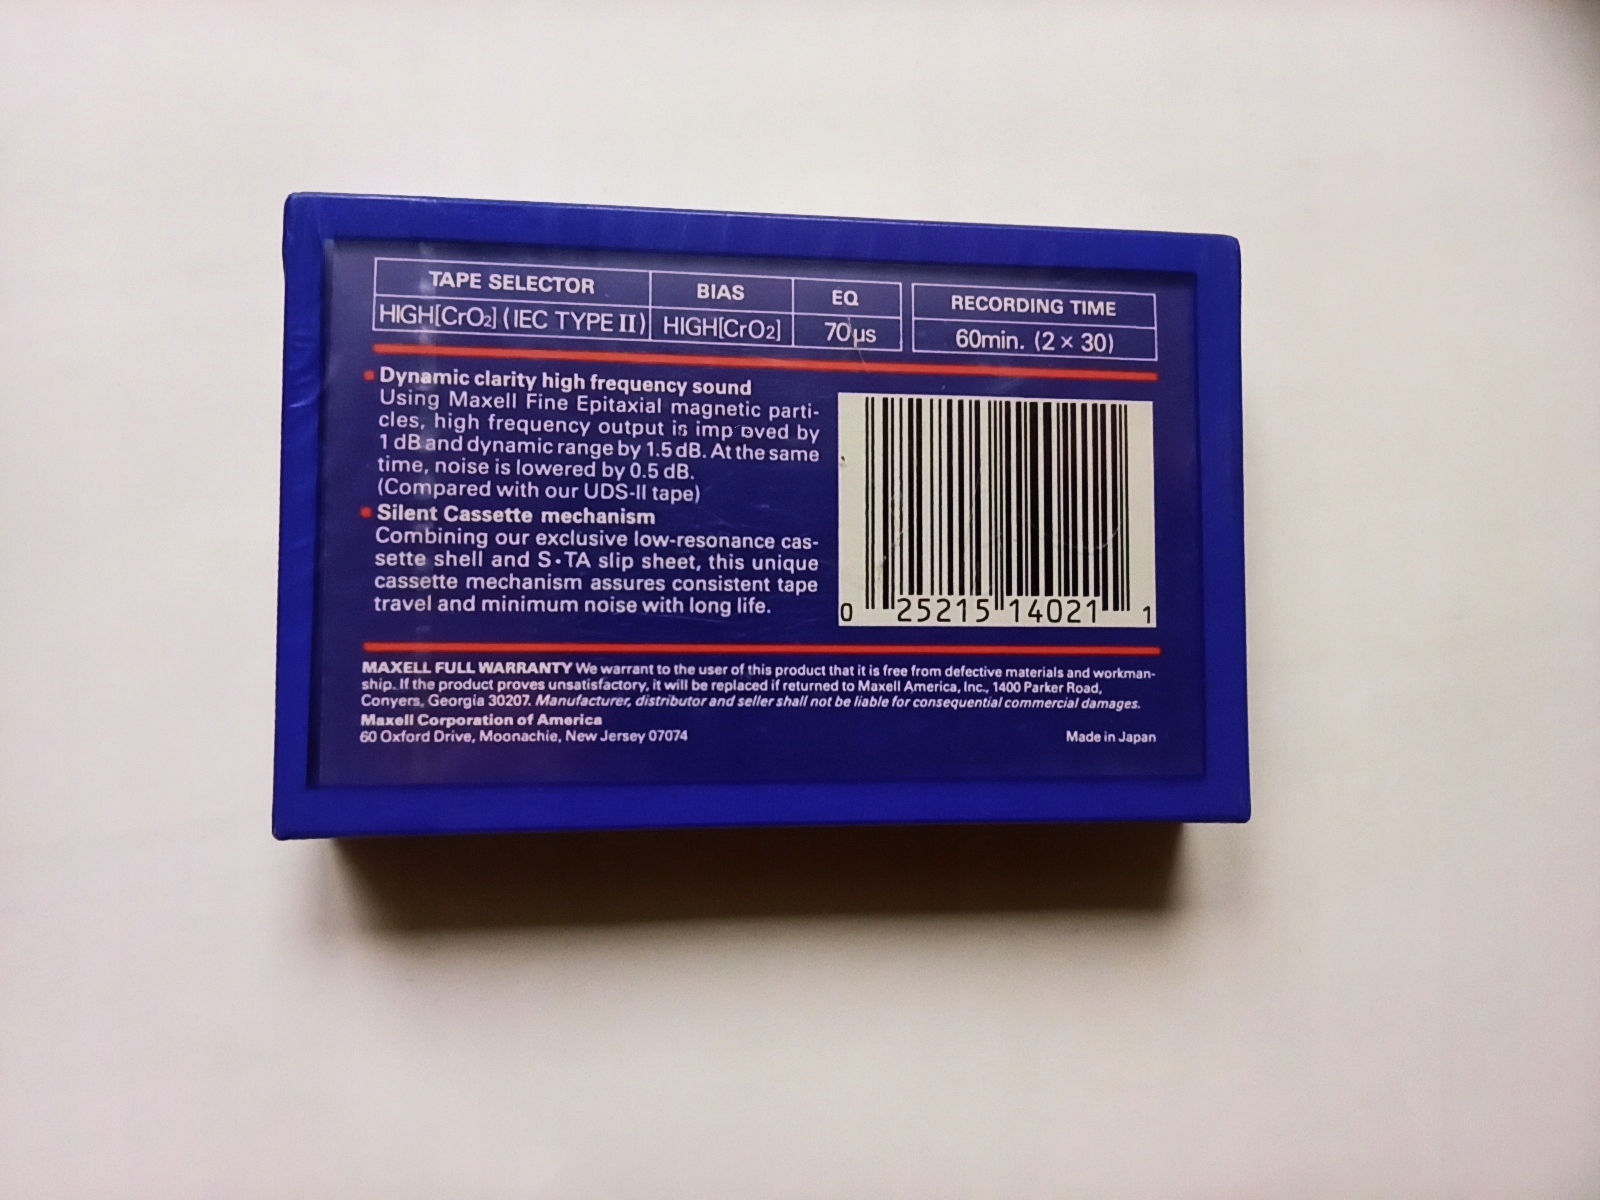 TAPE SELECTOR BIAS EQ RECORDING TIME
HIGH[CrO2] (IEC TYPE II) HIGH[CrO2] 70µs 60min. (2 × 30)
• Dynamic clarity high frequency sound
Using Maxell Fine Epitaxial magnetic parti-
cles, high frequency output is improved by
1 dB and dynamic range by 1.5 dB. At the same
time, noise is lowered by 0.5 dB.
(Compared with our UDS-II tape)
• Silent Cassette mechanism
Combining our exclusive low-resonance cas-
sette shell and S•TA slip sheet, this unique
cassette mechanism assures consistent tape
travel and minimum noise with long life.
0 25215 14021 1
MAXELL FULL WARRANTY We warrant to the user of this product that it is free from defective materials and workman-
ship. If the product proves unsatisfactory, it will be replaced if returned to Maxell America, Inc., 1400 Parker Road,
Conyers, Georgia 30207. Manufacturer, distributor and seller shall not be liable for consequential commercial damages.
Maxell Corporation of America
60 Oxford Drive, Moonachie, New Jersey 07074
Made in Japan